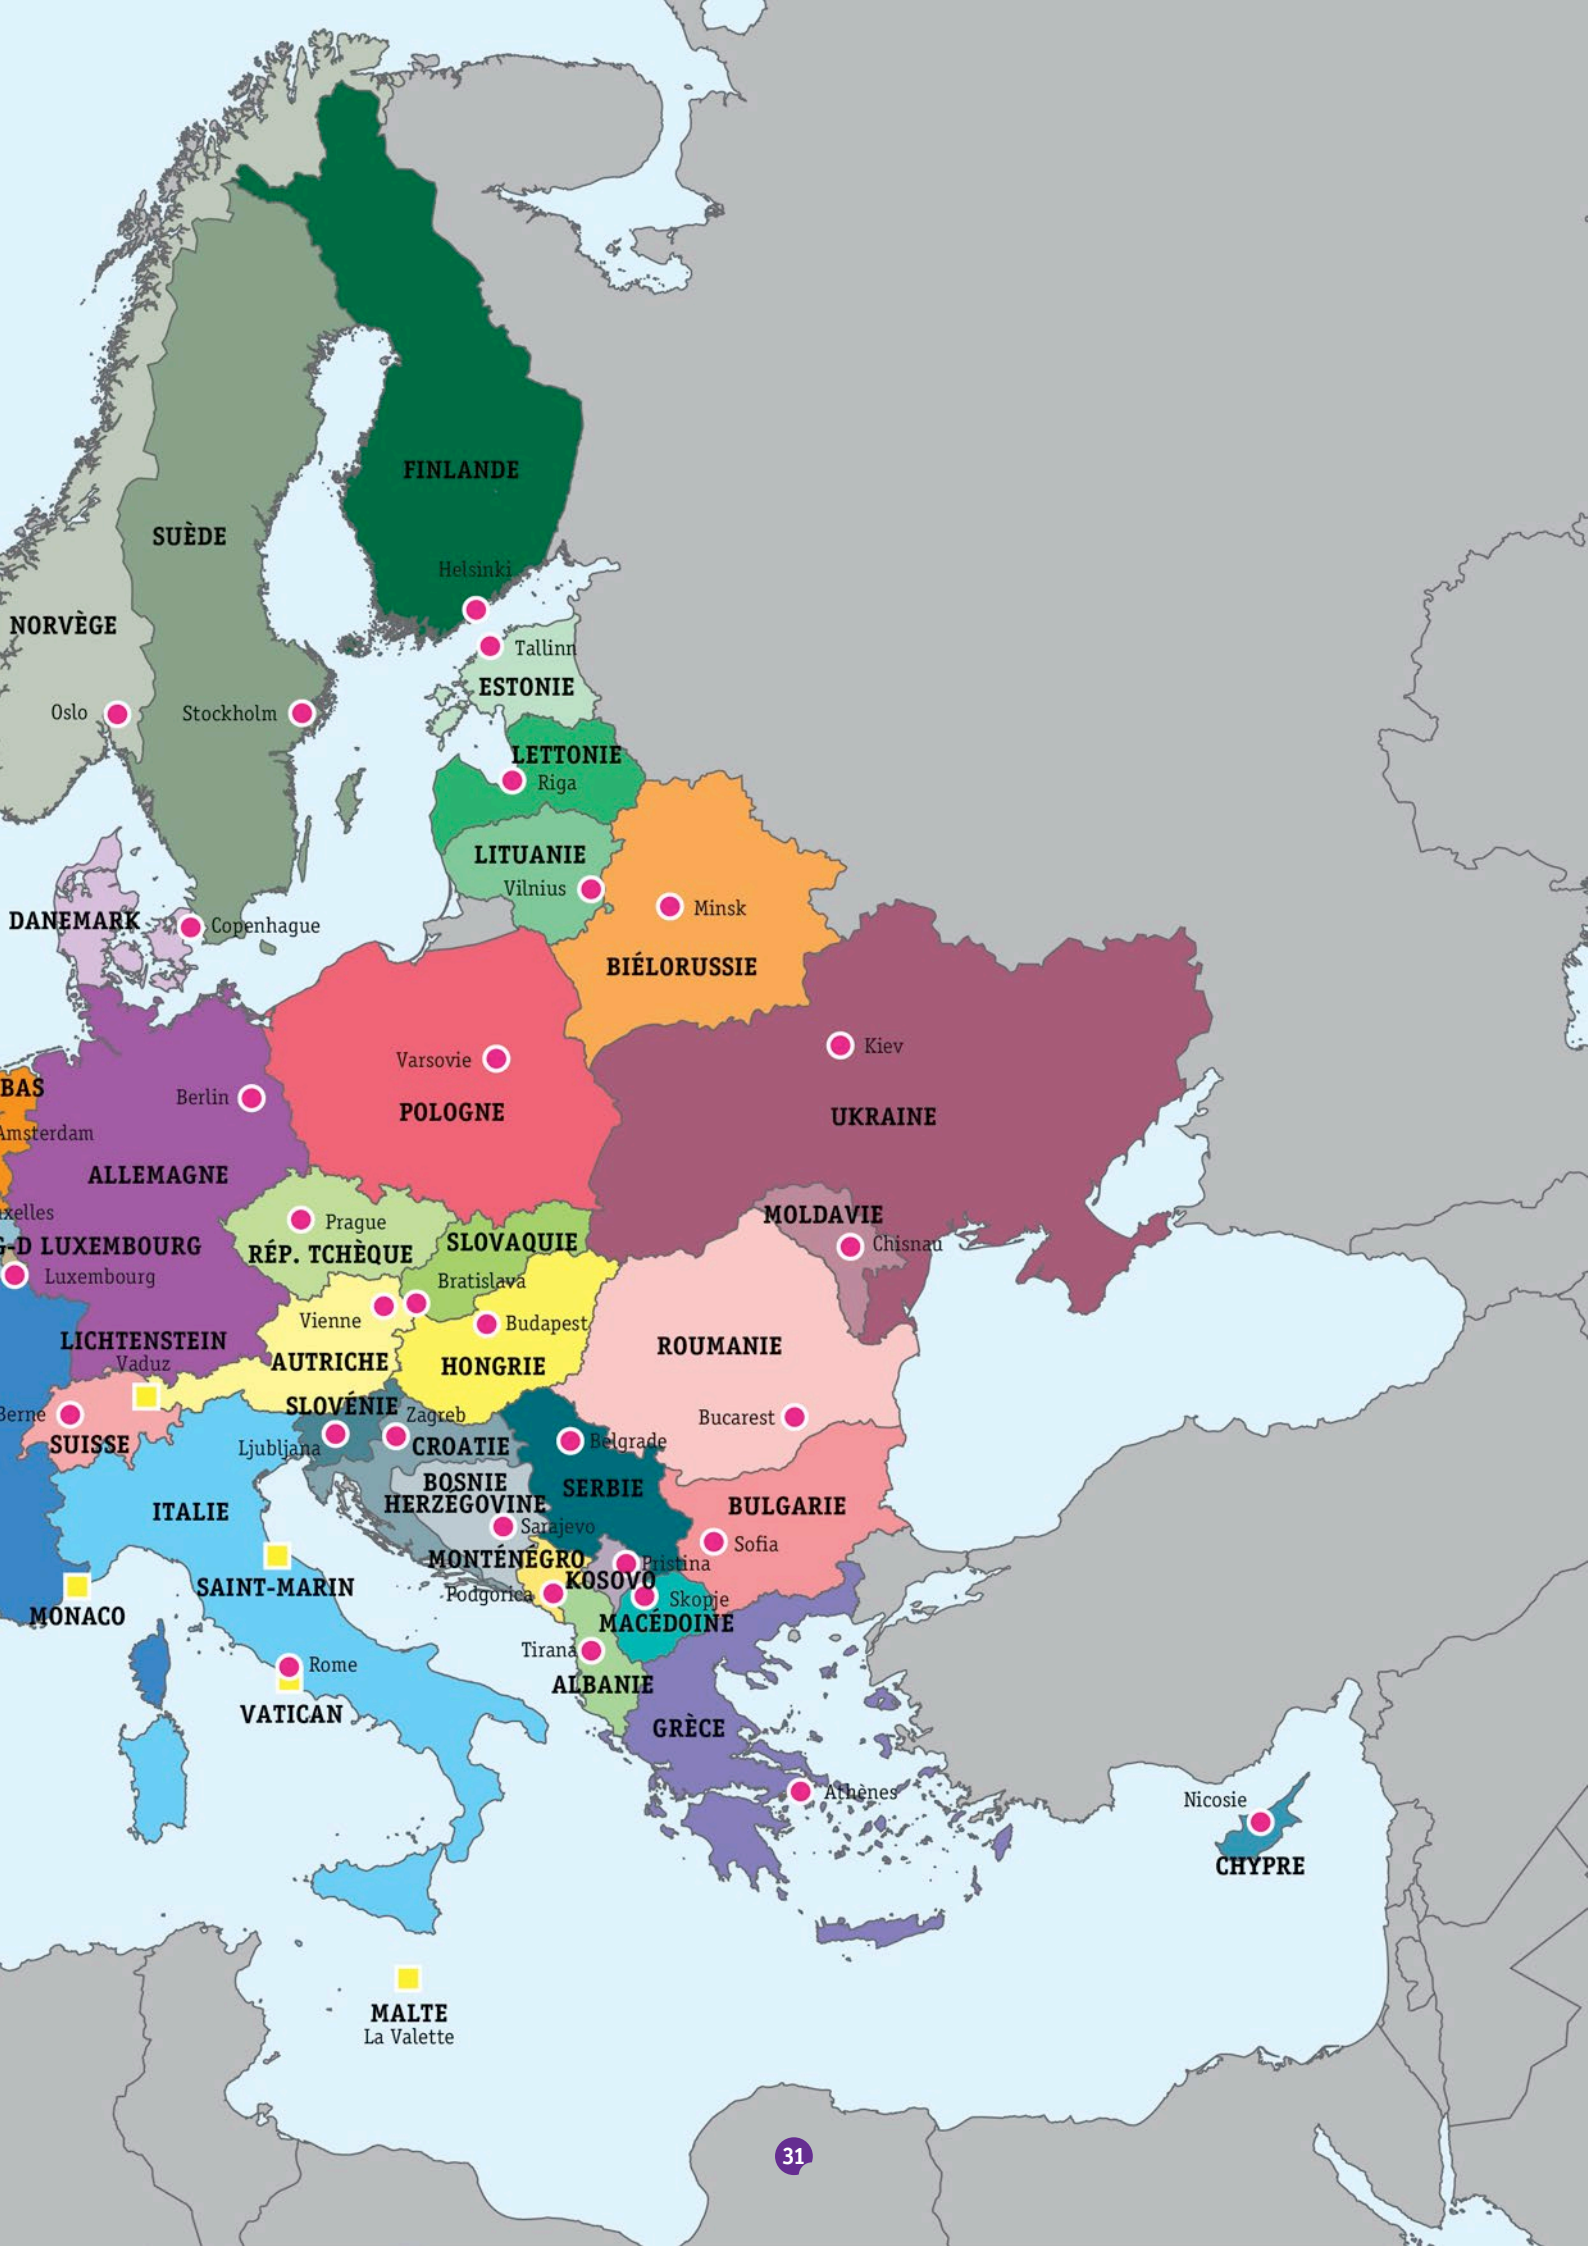 FINLANDE
SUÈDE
Helsinki
NORVÈGE
Tallinn
ESTONIE
Oslo
Stockholm
LETTONIE
Riga
LITUANIE
Vilnius
Minsk
DANEMARK
Copenhague
BIÉLORUSSIE
Kiev
Varsovie
BAS
Berlin
POLOGNE
UKRAINE
Amsterdam
ALLEMAGNE
xelles
MOLDAVIE
Prague
G-D LUXEMBOURG
RÉP. TCHÈQUE
SLOVAQUIE
Chisnau
Luxembourg
Bratislava
Vienne
Budapest
LICHTENSTEIN
Vaduz
AUTRICHE
HONGRIE
ROUMANIE
SLOVÉNIE
Zagreb
Berne
Bucarest
SUISSE
Ljubljana
CROATIE
Belgrade
BOSNIE
HERZÉGOVINE
SERBIE
ITALIE
BULGARIE
Sarajevo
Sofia
MONTÉNÉGRO
Pristina
KOSOVO
SAINT-MARIN
Podgorica
Skopje
MONACO
MACÉDOINE
Tirana
Rome
ALBANIE
VATICAN
GRÈCE
Athènes
Nicosie
CHYPRE
MALTE
La Valette
31